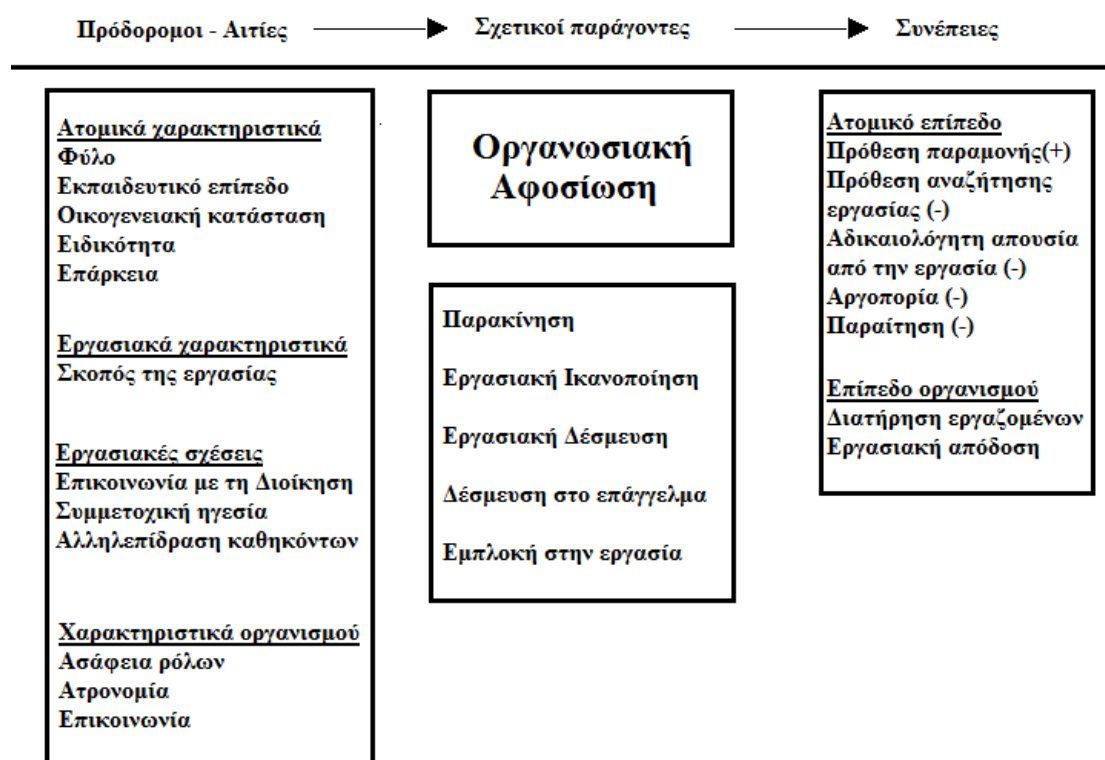 Πρόδορομοι - Αιτίες
Σχετικοί παράγοντες
Συνέπειες
Ατομικά χαρακτηριστικά
Φύλο
Εκπαιδευτικό επίπεδο
Οικογενειακή κατάσταση
Ειδικότητα
Επάρκεια
Εργασιακά χαρακτηριστικά
Σκοπός της εργασίας
Εργασιακές σχέσεις
Επικοινωνία με τη Διοίκηση
Συμμετοχική ηγεσία
Αλληλεπίδραση καθηκόντων
Χαρακτηριστικά οργανισμού
Ασάφεια ρόλων
Ατρονομία
Επικοινωνία
Οργανωσιακή
Αφοσίωση
Παρακίνηση
Εργασιακή Ικανοποίηση
Εργασιακή Δέσμευση
Δέσμευση στο επάγγελμα
Εμπλοκή στην εργασία
Ατομικό επίπεδο
Πρόθεση παραμονής(+)
Πρόθεση αναζήτησης
εργασίας (-)
Αδικαιολόγητη απουσία
από την εργασία (-)
Αργοπορία (-)
Παραίτηση (-)
Επίπεδο οργανισμού
Διατήρηση εργαζομένων
Εργασιακή απόδοση